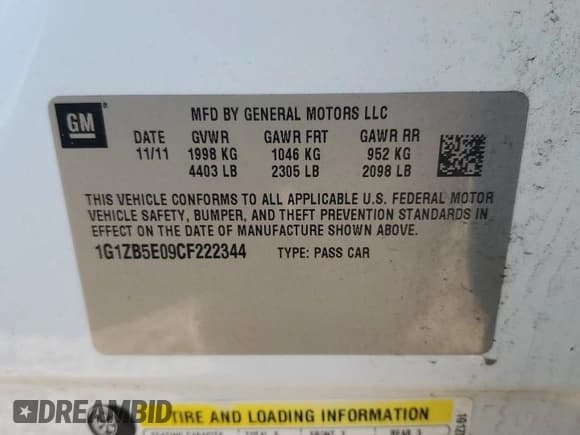 GM
MFD BY GENERAL MOTORS LLC
DATE GVWR GAWR FRT GAWR RR
11/11 1998 KG 1046 KG 952 KG
4403 LB 2305 LB 2098 LB
THIS VEHICLE CONFORMS TO ALL APPLICABLE U.S. FEDERAL MOTOR
VEHICLE SAFETY, BUMPER, AND THEFT PREVENTION STANDARDS IN
EFFECT ON THE DATE OF MANUFACTURE SHOWN ABOVE.
1G1ZB5E09CF222344 TYPE: PASS CAR
TIRE AND LOADING INFORMATION
DREAMBID